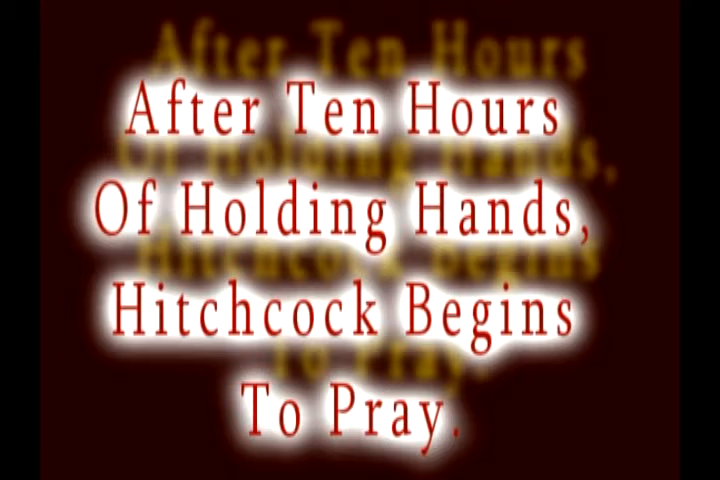 After Ten Hours
Of Holding Hands,
Hitchcock Begins
To Pray.